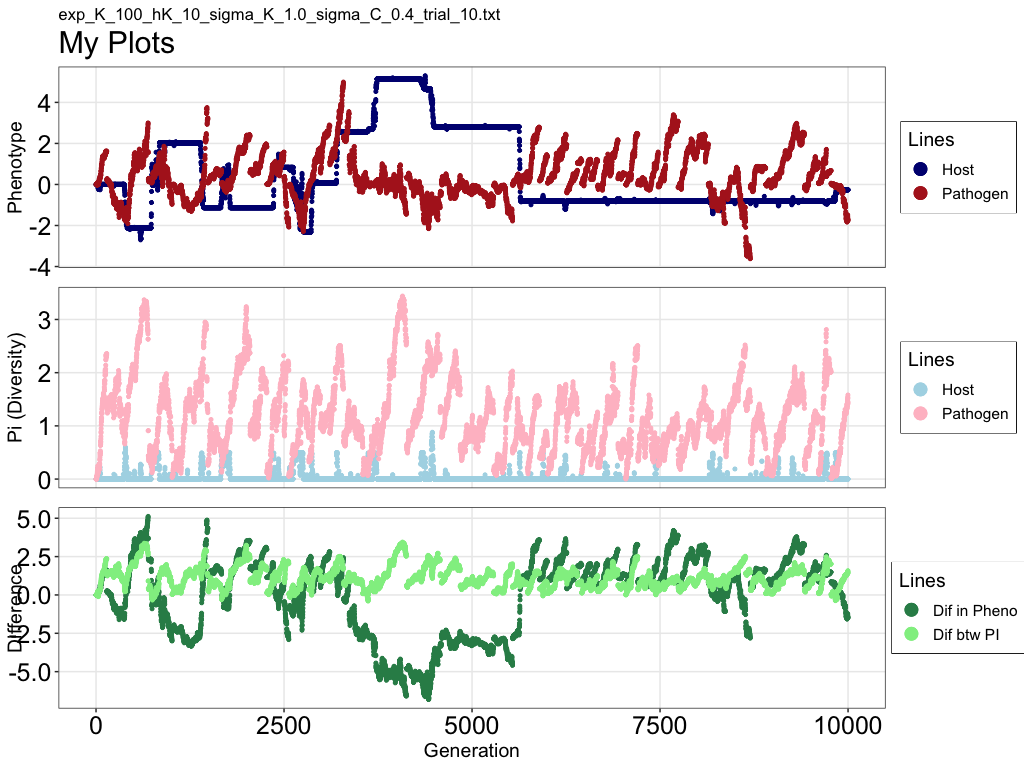 exp_K_100_hK_10_sigma_K_1.0_sigma_C_0.4_trial_10.txt
My Plots
Phenotype
4
2
0
-2
-4
Lines
Host
Pathogen
Pi (Diversity)
3
2
1
0
Lines
Host
Pathogen
Difference
5.0
2.5
0.0
-2.5
-5.0
Lines
Dif in Pheno
Dif btw PI
0 2500 5000 7500 10000
Generation